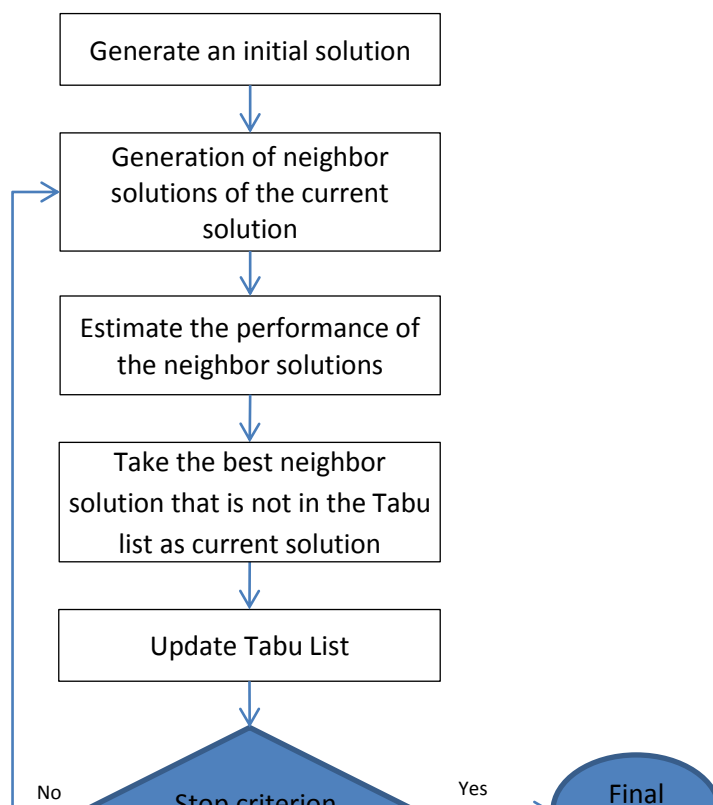 Generate an initial solution
Generation of neighbor
solutions of the current
solution
Estimate the performance of
the neighbor solutions
Take the best neighbor
solution that is not in the Tabu
list as current solution
Update Tabu List
No
Stop criterion
Yes
Final